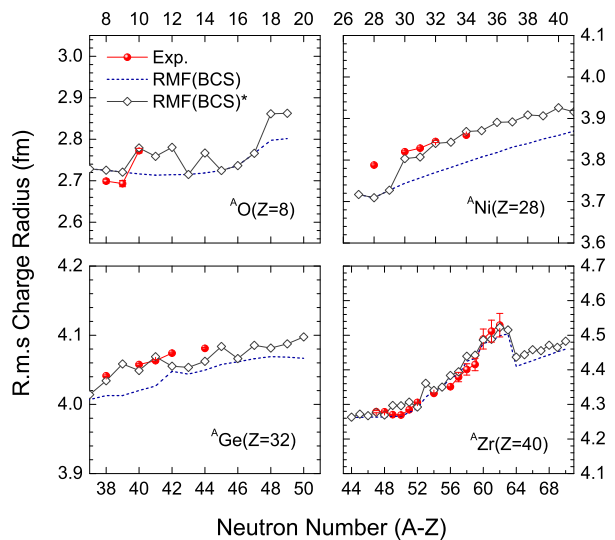 8 10 12 14 16 18 20
26 28 30 32 34 36 38 40
3.0
2.9
2.8
2.7
2.6
Exp.
RMF(BCS)
RMF(BCS)*
AO(Z=8)
4.1
4.0
3.9
3.8
3.7
3.6
ANi(Z=28)
R.m.s Charge Radius (fm)
4.2
4.1
4.0
3.9
AGe(Z=32)
4.7
4.6
4.5
4.4
4.3
4.2
AZr(Z=40)
38 40 42 44 46 48 50
44 48 52 56 60 64 68
Neutron Number (A-Z)